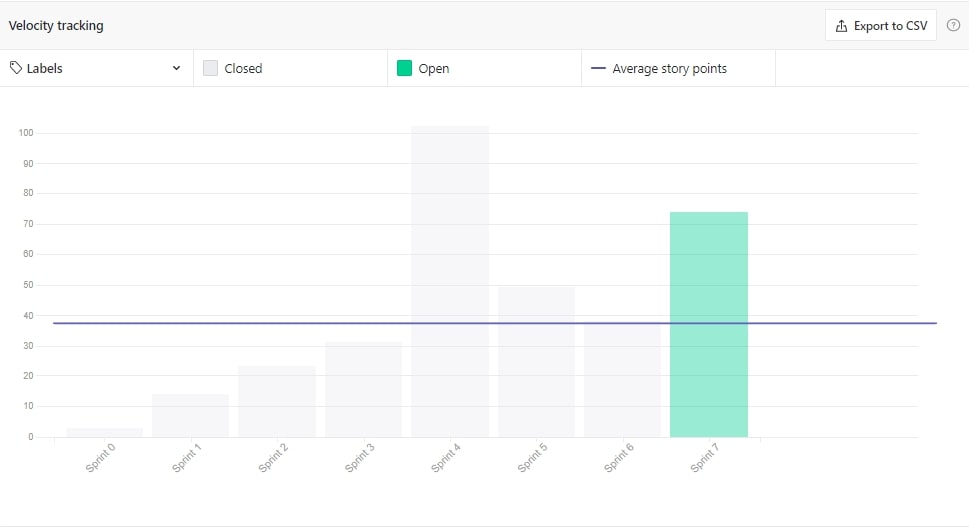 Velocity tracking
Export to CSV
?
Labels
Closed
Open
Average story points
100
90
80
70
60
50
40
30
20
10
0
Sprint 0
Sprint 1
Sprint 2
Sprint 3
Sprint 4
Sprint 5
Sprint 6
Sprint 7